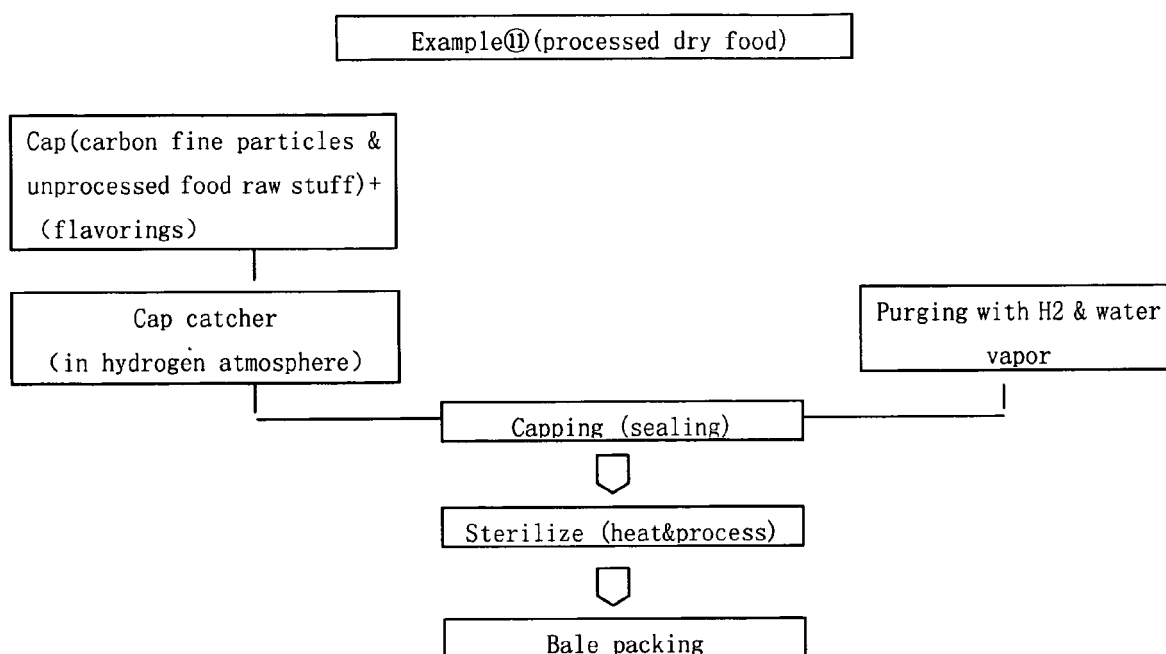 Example⑪(processed dry food)
Cap(carbon fine particles &
unprocessed food raw stuff)+
(flavorings)
Cap catcher
(in hydrogen atmosphere)
Purging with H2 & water
vapor
Capping (sealing)
Sterilize (heat&process)
Bale packing